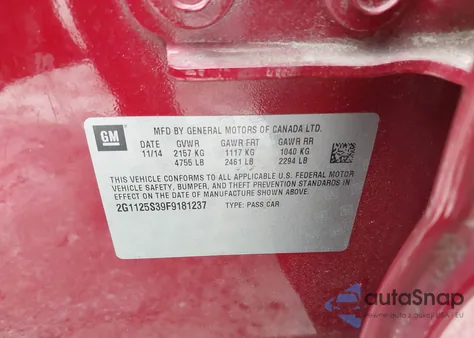 GM
MFD BY GENERAL MOTORS OF CANADA LTD.
DATE GVWR GAWR FRT GAWR RR
11/14 2157 KG 1117 KG 1040 KG
4755 LB 2461 LB 2294 LB
THIS VEHICLE CONFORMS TO ALL APPLICABLE U.S. FEDERAL MOTOR
VEHICLE SAFETY, BUMPER, AND THEFT PREVENTION STANDARDS IN
EFFECT ON THE DATE OF MANUFACTURE SHOWN ABOVE.
2G1125S39F9181237 TYPE: PASS CAR
autoSnap